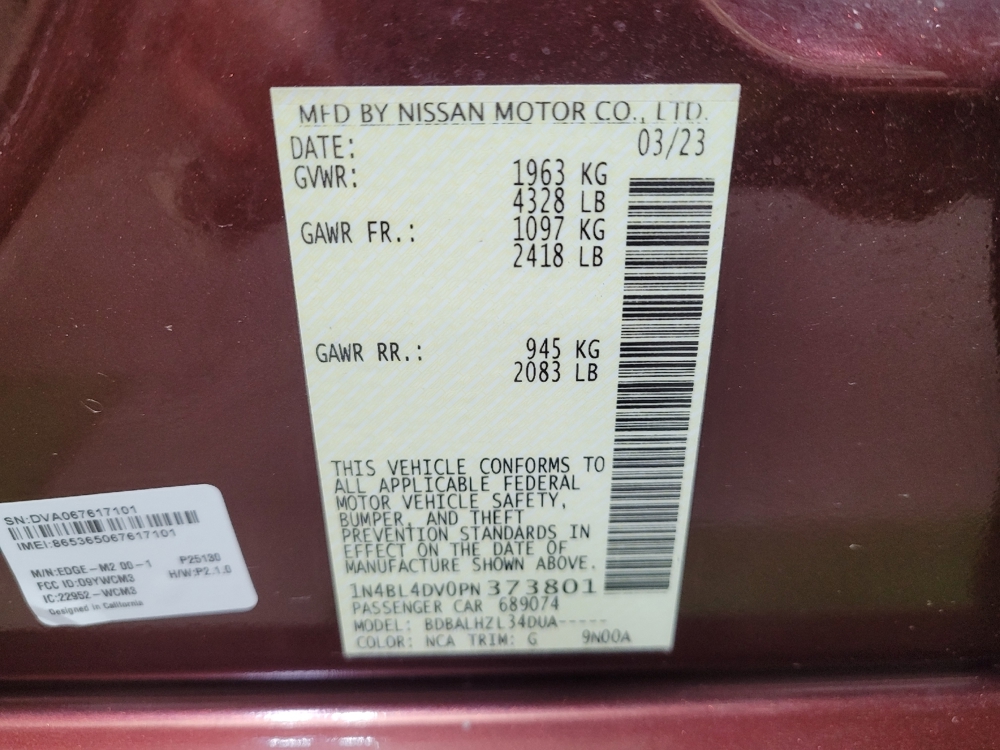 MFD BY NISSAN MOTOR CO., LTD.
DATE: 03/23
GVWR: 1963 KG
4328 LB
GAWR FR.: 1097 KG
2418 LB
GAWR RR.: 945 KG
2083 LB
THIS VEHICLE CONFORMS TO
ALL APPLICABLE FEDERAL
MOTOR VEHICLE SAFETY,
BUMPER, AND THEFT
PREVENTION STANDARDS IN
EFFECT ON THE DATE OF
MANUFACTURE SHOWN ABOVE.
1N4BL4DV0PN373801
PASSENGER CAR 689074
MODEL: BDBALHZL34DUA-----
COLOR: NCA TRIM: G 9N00A
SN:DVA067617101
IMEI:865365067617101
P25130
M/N:EDGE-M2.00-1
H/W:P2.1.0
FCC ID:O9YWCM3
IC:22952-WCM3
Designed in California